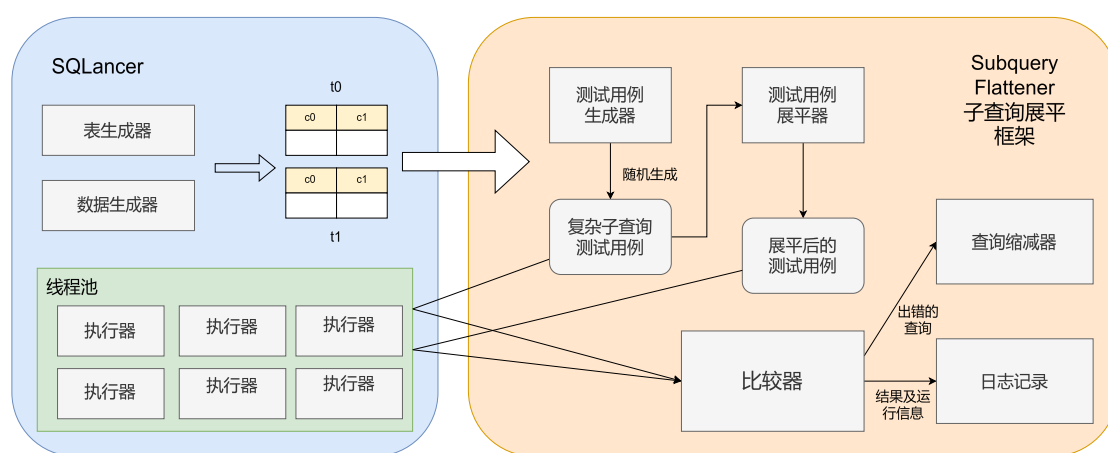 SQLancer
表生成器
数据生成器
t0
c0
c1
c0
c1
t1
线程池
执行器
执行器
执行器
执行器
执行器
执行器
Subquery
Flattener
子查询展平
框架
测试用例
生成器
测试用例
展平器
随机生成
复杂子查询
测试用例
展平后的
测试用例
查询缩减器
出错的
查询
比较器
结果及运
行信息
日志记录